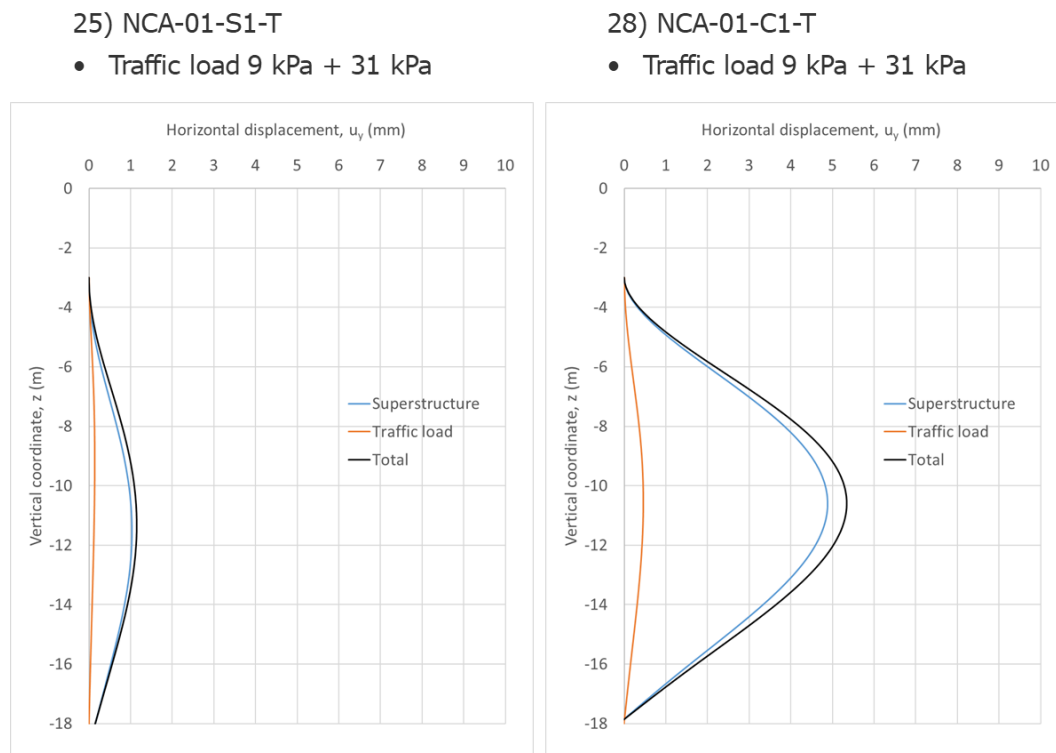 25) NCA-01-S1-T
• Traffic load 9 kPa + 31 kPa
Horizontal displacement, uy (mm)
0 1 2 3 4 5 6 7 8 9 10
0
-2
-4
-6
-8
-10
-12
-14
-16
-18
Vertical coordinate, z (m)
Superstructure
Traffic load
Total
28) NCA-01-C1-T
• Traffic load 9 kPa + 31 kPa
Horizontal displacement, uy (mm)
0 1 2 3 4 5 6 7 8 9 10
0
-2
-4
-6
-8
-10
-12
-14
-16
-18
Vertical coordinate, z (m)
Superstructure
Traffic load
Total